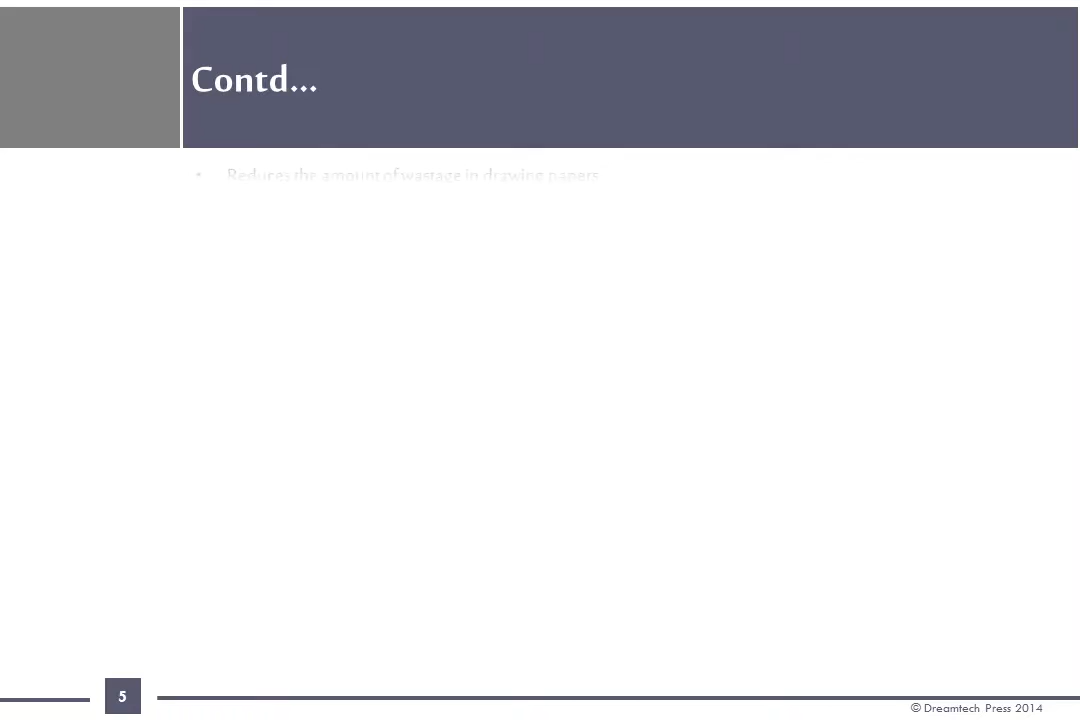 Contd...
• Reduces the amount of wastage in drawing papers
5
© Dreamtech Press 2014